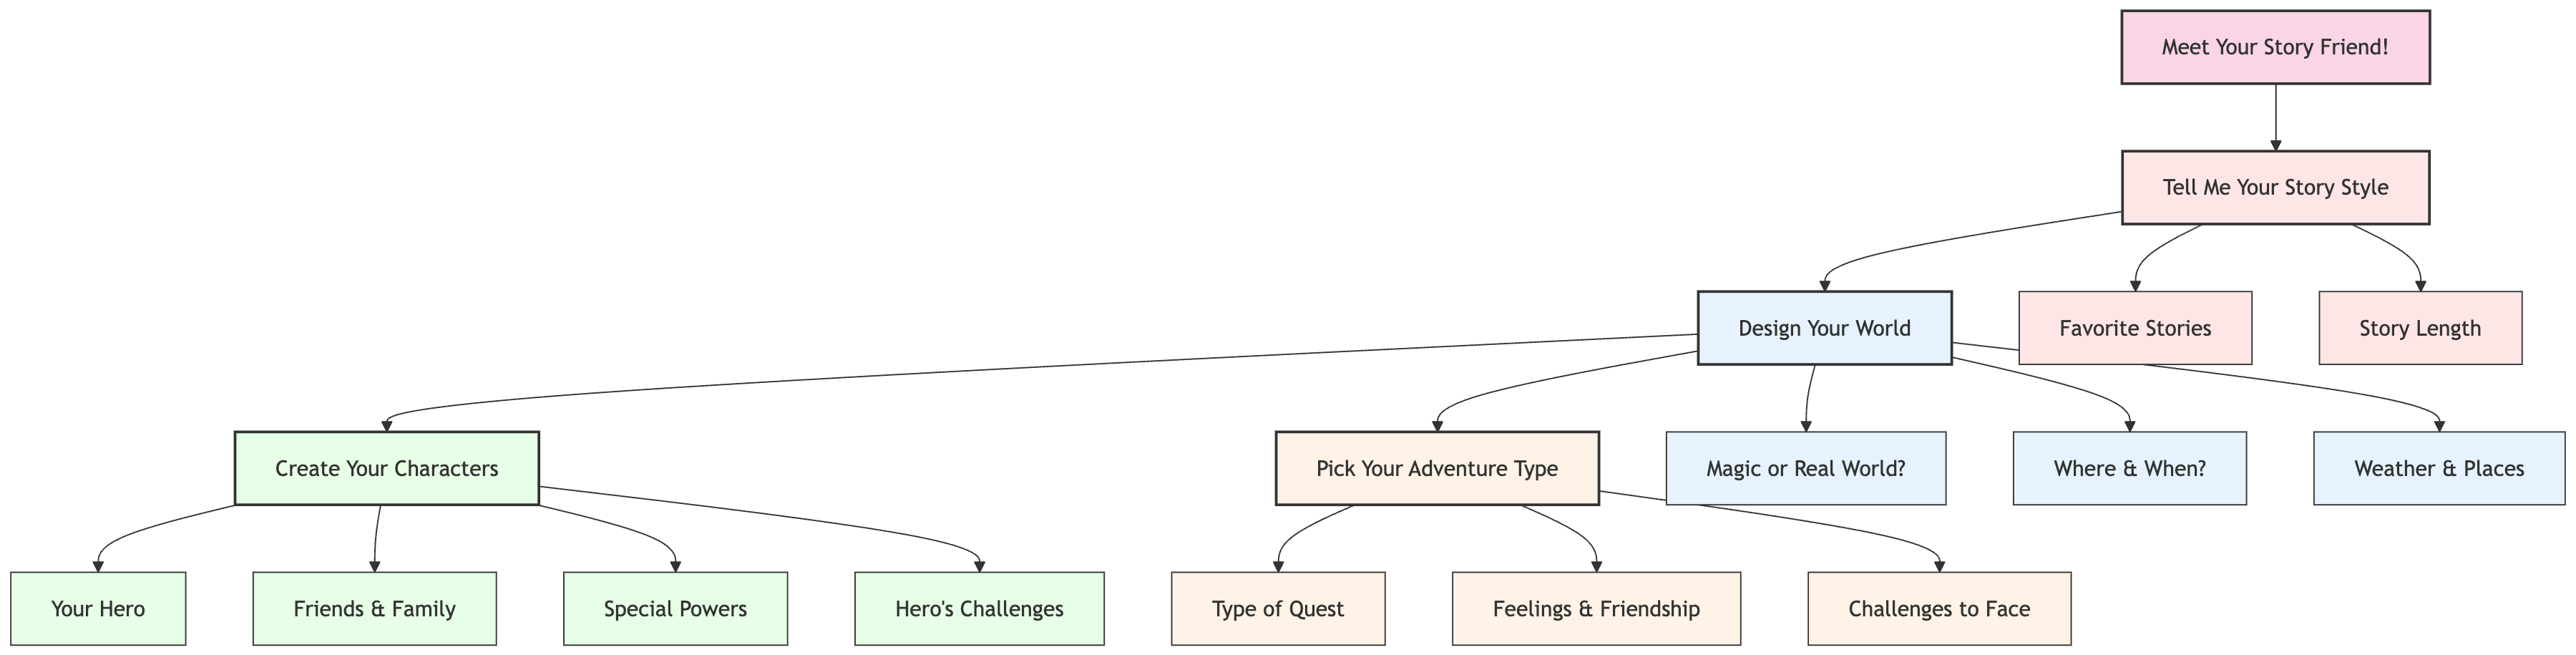 Meet Your Story Friend!
Tell Me Your Story Style
Design Your World
Favorite Stories
Story Length
Create Your Characters
Pick Your Adventure Type
Magic or Real World?
Where & When?
Weather & Places
Your Hero
Friends & Family
Special Powers
Hero's Challenges
Type of Quest
Feelings & Friendship
Challenges to Face